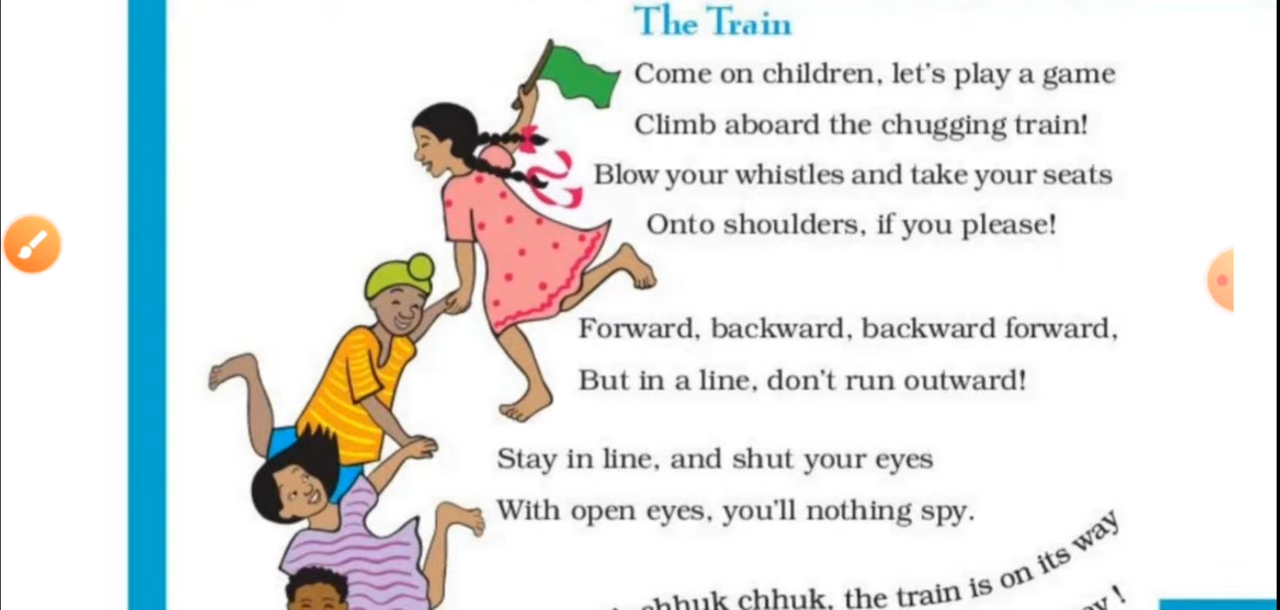 The Train
Come on children, let's play a game
Climb aboard the chugging train!
Blow your whistles and take your seats
Onto shoulders, if you please!
Forward, backward, backward forward,
But in a line, don't run outward!
Stay in line, and shut your eyes
With open eyes, you'll nothing spy.
chhuk, the train is on its way